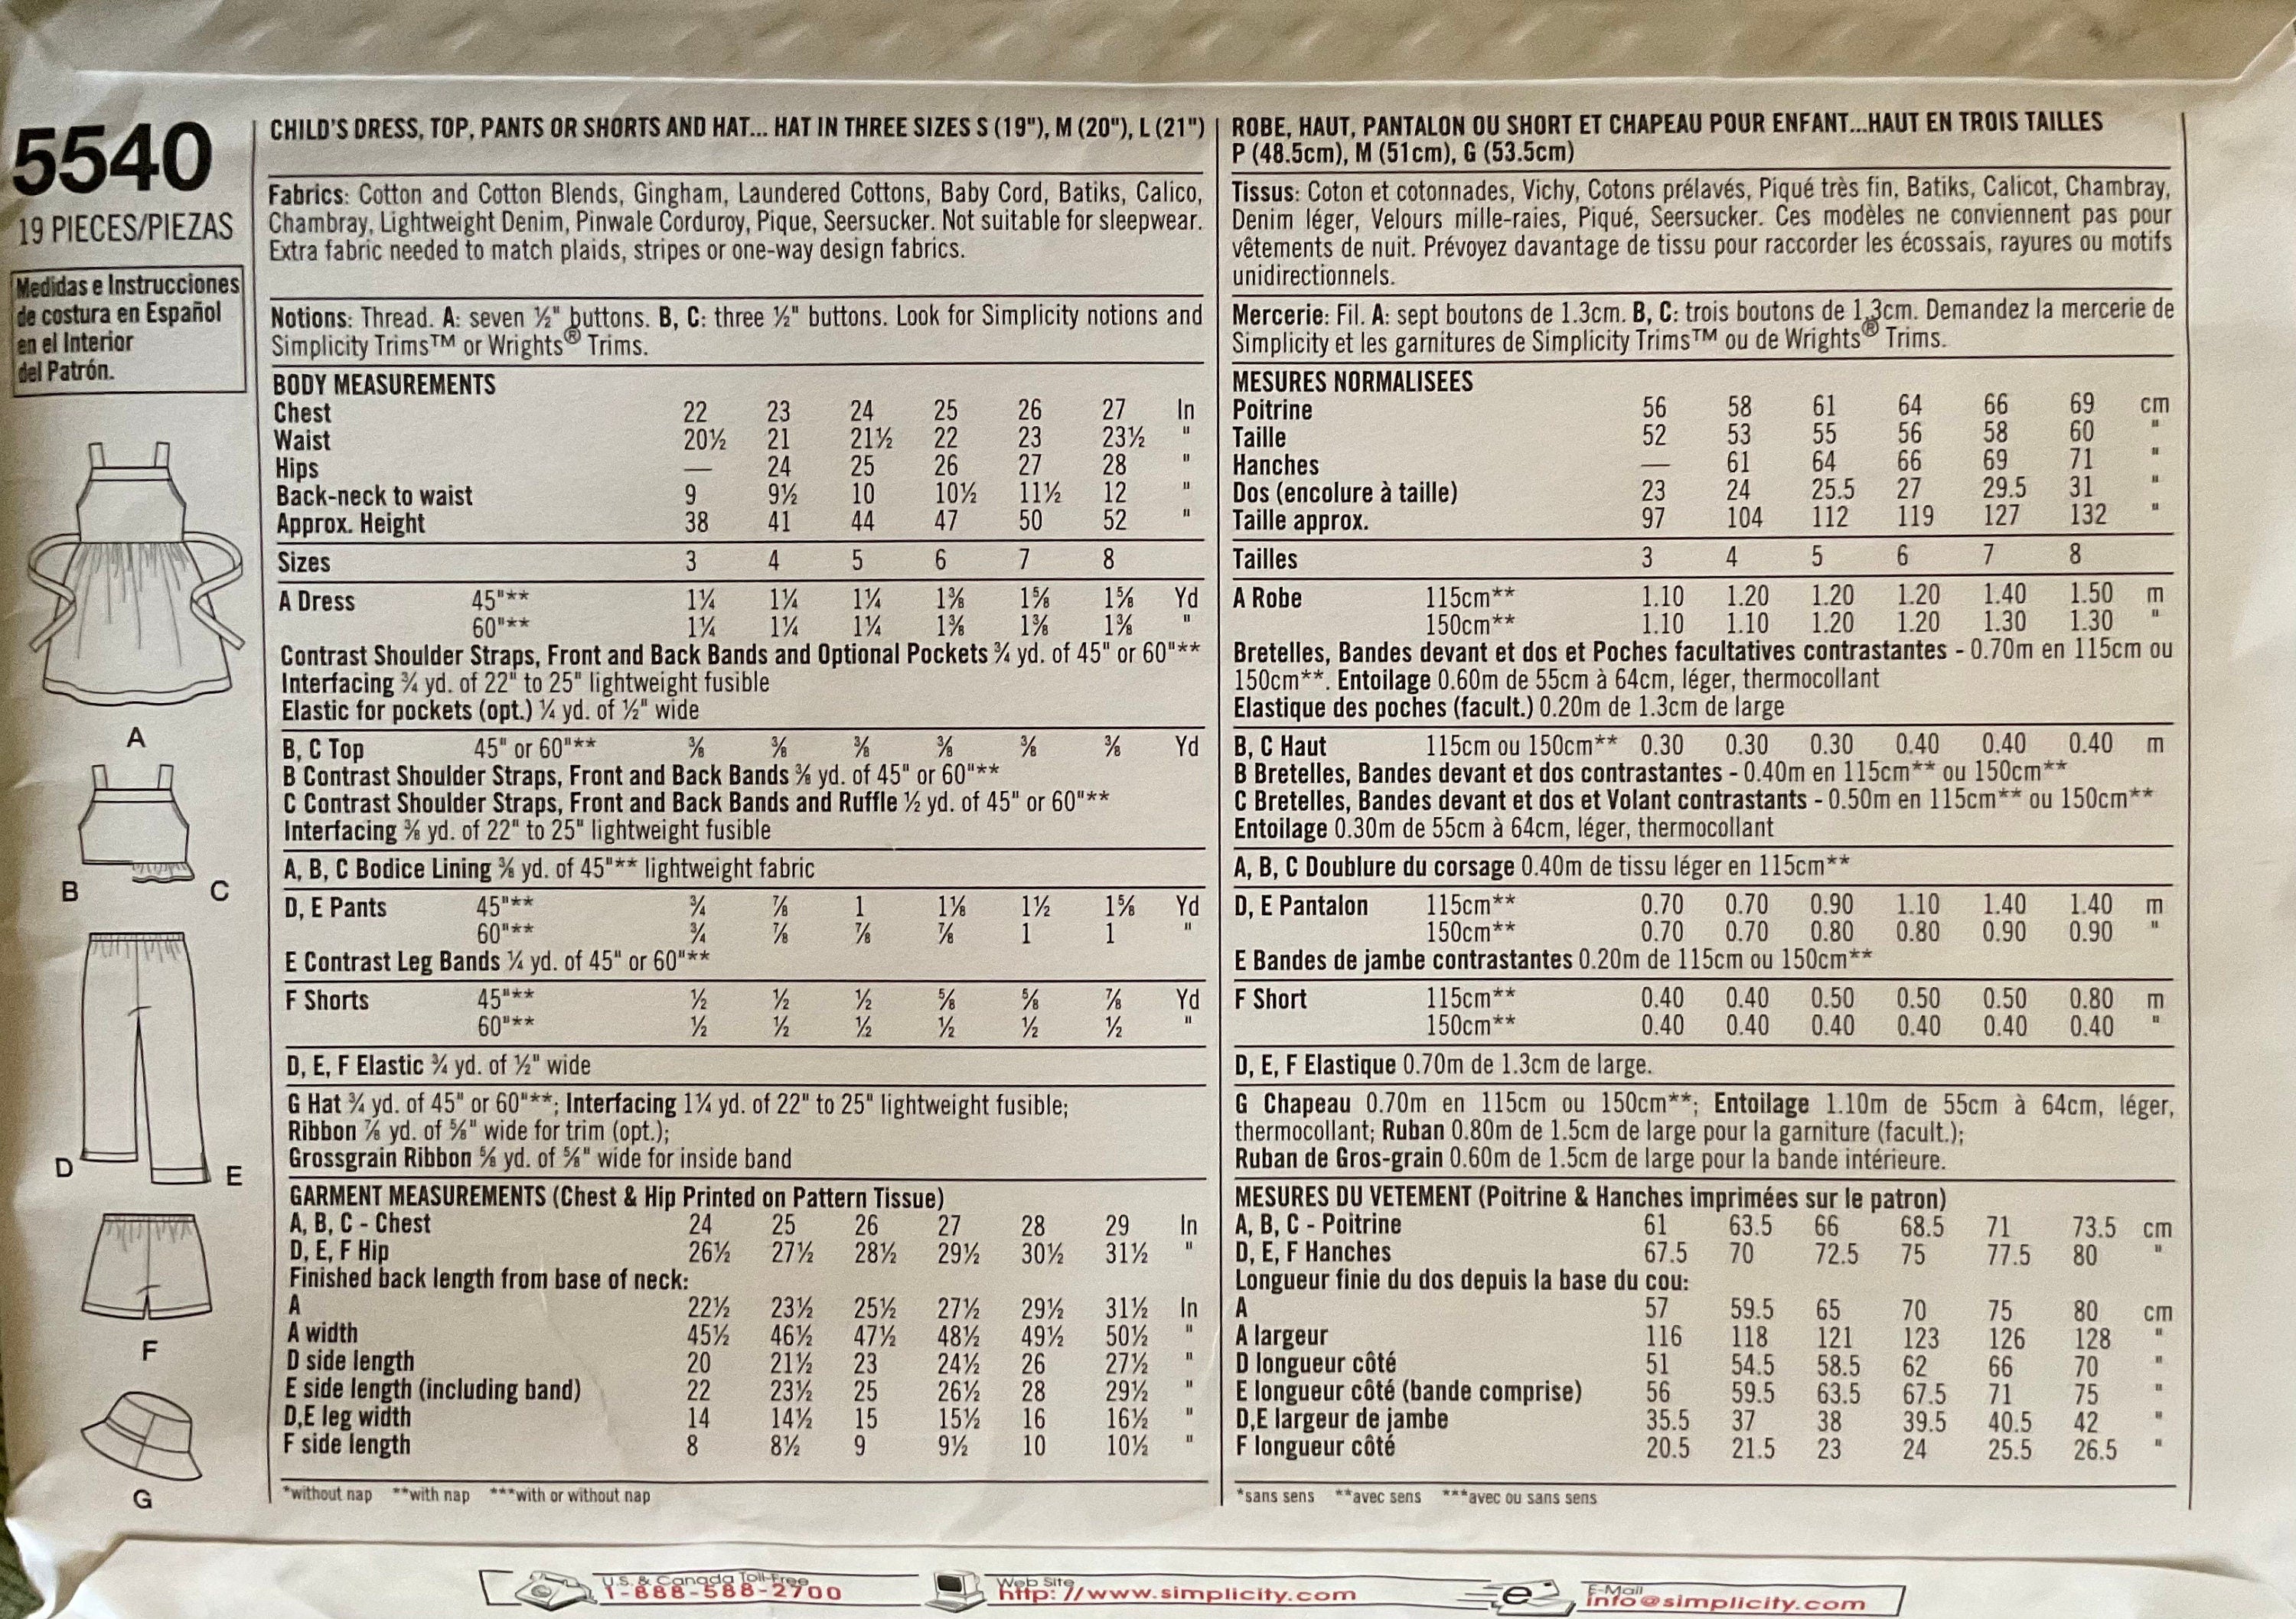 5540
19 PIECES/PIEZAS
Medidas e Instrucciones
de costura en Español
en el Interior
del Patrón.
A
B
C
D
E
F
G
CHILD'S DRESS, TOP, PANTS OR SHORTS AND HAT... HAT IN THREE SIZES S (19"), M (20"), L (21")
Fabrics: Cotton and Cotton Blends, Gingham, Laundered Cottons, Baby Cord, Batiks, Calico,
Chambray, Lightweight Denim, Pinwale Corduroy, Pique, Seersucker. Not suitable for sleepwear.
Extra fabric needed to match plaids, stripes or one-way design fabrics.
Notions: Thread. A: seven ½" buttons. B, C: three ½" buttons. Look for Simplicity notions and
Simplicity Trims™ or Wrights® Trims.
BODY MEASUREMENTS
Chest 22 23 24 25 26 27 In
Waist 20½ 21 21½ 22 23 23½ "
Hips — 24 25 26 27 28 "
Back-neck to waist 9 9½ 10 10½ 11½ 12 "
Approx. Height 38 41 44 47 50 52 "
Sizes 3 4 5 6 7 8
A Dress 45"** 1¼ 1¼ 1¼ 1⅜ 1⅝ 1⅝ Yd
60"** 1¼ 1¼ 1¼ 1⅜ 1⅜ 1⅜ "
Contrast Shoulder Straps, Front and Back Bands and Optional Pockets ¾ yd. of 45" or 60"**
Interfacing ¾ yd. of 22" to 25" lightweight fusible
Elastic for pockets (opt.) ¼ yd. of ½" wide
B, C Top 45" or 60"** ⅜ ⅜ ⅜ ⅜ ⅜ ⅜ Yd
B Contrast Shoulder Straps, Front and Back Bands ⅜ yd. of 45" or 60"**
C Contrast Shoulder Straps, Front and Back Bands and Ruffle ½ yd. of 45" or 60"**
Interfacing ⅜ yd. of 22" to 25" lightweight fusible
A, B, C Bodice Lining ⅜ yd. of 45"** lightweight fabric
D, E Pants 45"** ¾ ⅞ 1 1⅛ 1½ 1⅝ Yd
60"** ¾ ⅞ ⅞ ⅞ 1 1 "
E Contrast Leg Bands ¼ yd. of 45" or 60"**
F Shorts 45"** ½ ½ ½ ⅝ ⅝ ⅞ Yd
60"** ½ ½ ½ ½ ½ ½ "
D, E, F Elastic ¾ yd. of ½" wide
G Hat ¾ yd. of 45" or 60"**; Interfacing 1¼ yd. of 22" to 25" lightweight fusible;
Ribbon ⅞ yd. of ⅝" wide for trim (opt.);
Grossgrain Ribbon ⅝ yd. of ⅝" wide for inside band
GARMENT MEASUREMENTS (Chest & Hip Printed on Pattern Tissue)
A, B, C - Chest 24 25 26 27 28 29 In
D, E, F Hip 26½ 27½ 28½ 29½ 30½ 31½ "
Finished back length from base of neck:
A 22½ 23½ 25½ 27½ 29½ 31½ In
A width 45½ 46½ 47½ 48½ 49½ 50½ "
D side length 20 21½ 23 24½ 26 27½ "
E side length (including band) 22 23½ 25 26½ 28 29½ "
D,E leg width 14 14½ 15 15½ 16 16½ "
F side length 8 8½ 9 9½ 10 10½ "
*without nap **with nap ***with or without nap
ROBE, HAUT, PANTALON OU SHORT ET CHAPEAU POUR ENFANT...HAUT EN TROIS TAILLES
P (48.5cm), M (51cm), G (53.5cm)
Tissus: Coton et cotonnades, Vichy, Cotons prélavés, Piqué très fin, Batiks, Calicot, Chambray,
Denim léger, Velours mille-raies, Piqué, Seersucker. Ces modèles ne conviennent pas pour
vêtements de nuit. Prévoyez davantage de tissu pour raccorder les écossais, rayures ou motifs
unidirectionnels.
Mercerie: Fil. A: sept boutons de 1.3cm. B, C: trois boutons de 1.3cm. Demandez la mercerie de
Simplicity et les garnitures de Simplicity Trims™ ou de Wrights® Trims.
MESURES NORMALISEES
Poitrine 56 58 61 64 66 69 cm
Taille 52 53 55 56 58 60 "
Hanches — 61 64 66 69 71 "
Dos (encolure à taille) 23 24 25.5 27 29.5 31 "
Taille approx. 97 104 112 119 127 132 "
Tailles 3 4 5 6 7 8
A Robe 115cm** 1.10 1.20 1.20 1.20 1.40 1.50 m
150cm** 1.10 1.10 1.20 1.20 1.30 1.30 "
Bretelles, Bandes devant et dos et Poches facultatives contrastantes - 0.70m en 115cm ou
150cm**. Entoilage 0.60m de 55cm à 64cm, léger, thermocollant
Elastique des poches (facult.) 0.20m de 1.3cm de large
B, C Haut 115cm ou 150cm** 0.30 0.30 0.30 0.40 0.40 0.40 m
B Bretelles, Bandes devant et dos contrastantes - 0.40m en 115cm** ou 150cm**
C Bretelles, Bandes devant et dos et Volant contrastants - 0.50m en 115cm** ou 150cm**
Entoilage 0.30m de 55cm à 64cm, léger, thermocollant
A, B, C Doublure du corsage 0.40m de tissu léger en 115cm**
D, E Pantalon 115cm** 0.70 0.70 0.90 1.10 1.40 1.40 m
150cm** 0.70 0.70 0.80 0.80 0.90 0.90 "
E Bandes de jambe contrastantes 0.20m de 115cm ou 150cm**
F Short 115cm** 0.40 0.40 0.50 0.50 0.50 0.80 m
150cm** 0.40 0.40 0.40 0.40 0.40 0.40 "
D, E, F Elastique 0.70m de 1.3cm de large.
G Chapeau 0.70m en 115cm ou 150cm**; Entoilage 1.10m de 55cm à 64cm, léger,
thermocollant; Ruban 0.80m de 1.5cm de large pour la garniture (facult.);
Ruban de Gros-grain 0.60m de 1.5cm de large pour la bande intérieure.
MESURES DU VETEMENT (Poitrine & Hanches imprimées sur le patron)
A, B, C - Poitrine 61 63.5 66 68.5 71 73.5 cm
D, E, F Hanches 67.5 70 72.5 75 77.5 80 "
Longueur finie du dos depuis la base du cou:
A 57 59.5 65 70 75 80 cm
A largeur 116 118 121 123 126 128 "
D longueur côté 51 54.5 58.5 62 66 70 "
E longueur côté (bande comprise) 56 59.5 63.5 67.5 71 75 "
D,E largeur de jambe 35.5 37 38 39.5 40.5 42 "
F longueur côté 20.5 21.5 23 24 25.5 26.5 "
*sans sens **avec sens ***avec ou sans sens
U.S. & Canada Toll-Free
1-888-588-2700
Web Site
http://www.simplicity.com
e
E-Mail
info@simplicity.com